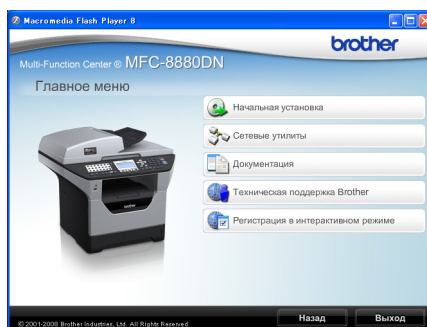 Macromedia Flash Player 8
brother
Multi-Function Center ® MFC-8880DN
Главное меню
Начальная установка
Сетевые утилиты
Документация
Техническая поддержка Brother
Регистрация в интерактивном режиме
© 2001-2008 Brother Industries, Ltd. All Rights Reserved.
Назад
Выход